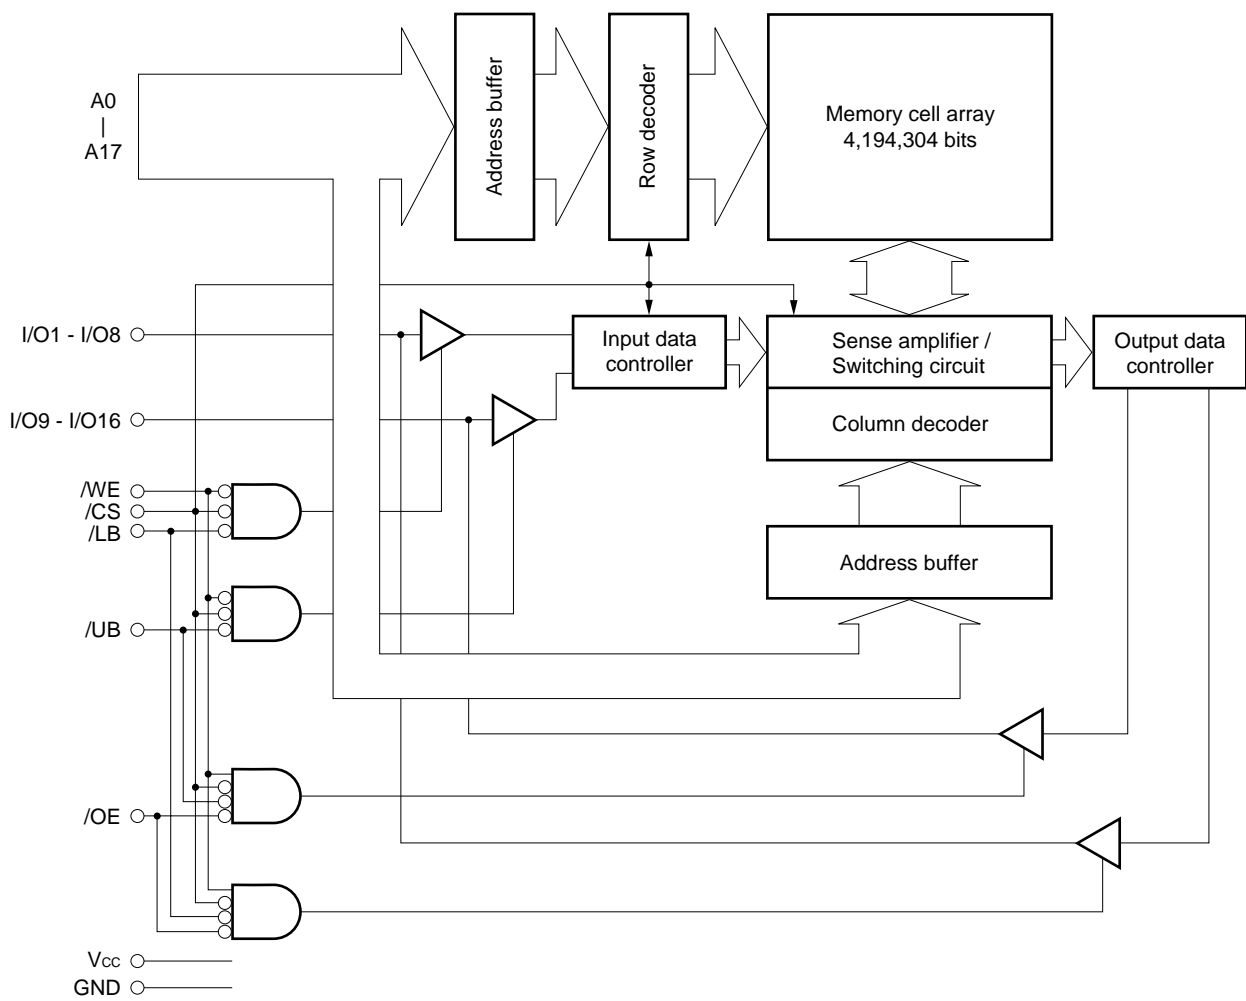 A0
|
A17
Address buffer
Row decoder
Memory cell array
4,194,304 bits
I/O1 - I/O8
Input data
controller
Sense amplifier /
Switching circuit
Output data
controller
I/O9 - I/O16
Column decoder
/WE
/CS
/LB
Address buffer
/UB
/OE
VCC
GND